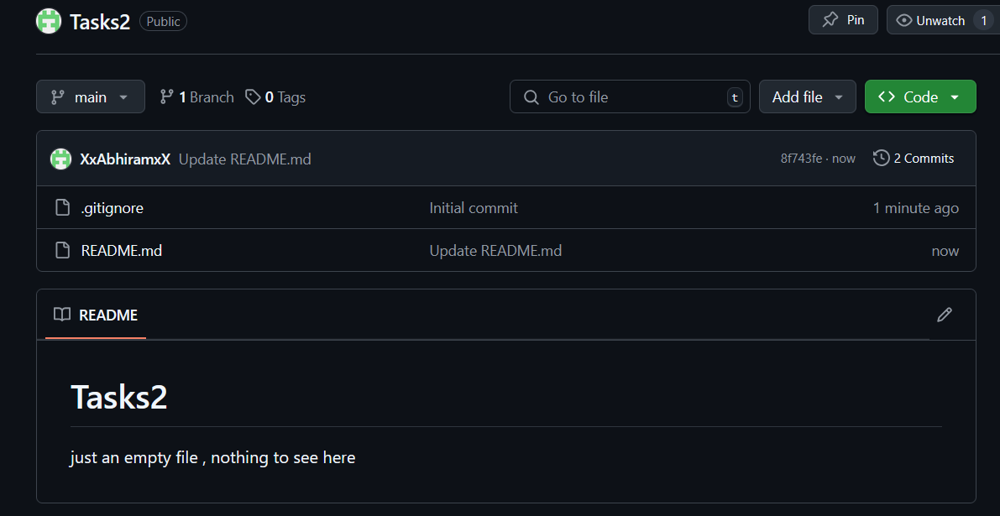 Tasks2 Public Pin Unwatch 1
main 1 Branch 0 Tags Go to file t Add file Code
XxAbhiramxX Update README.md 8f743fe · now 2 Commits
.gitignore Initial commit 1 minute ago
README.md Update README.md now
README
Tasks2
just an empty file , nothing to see here